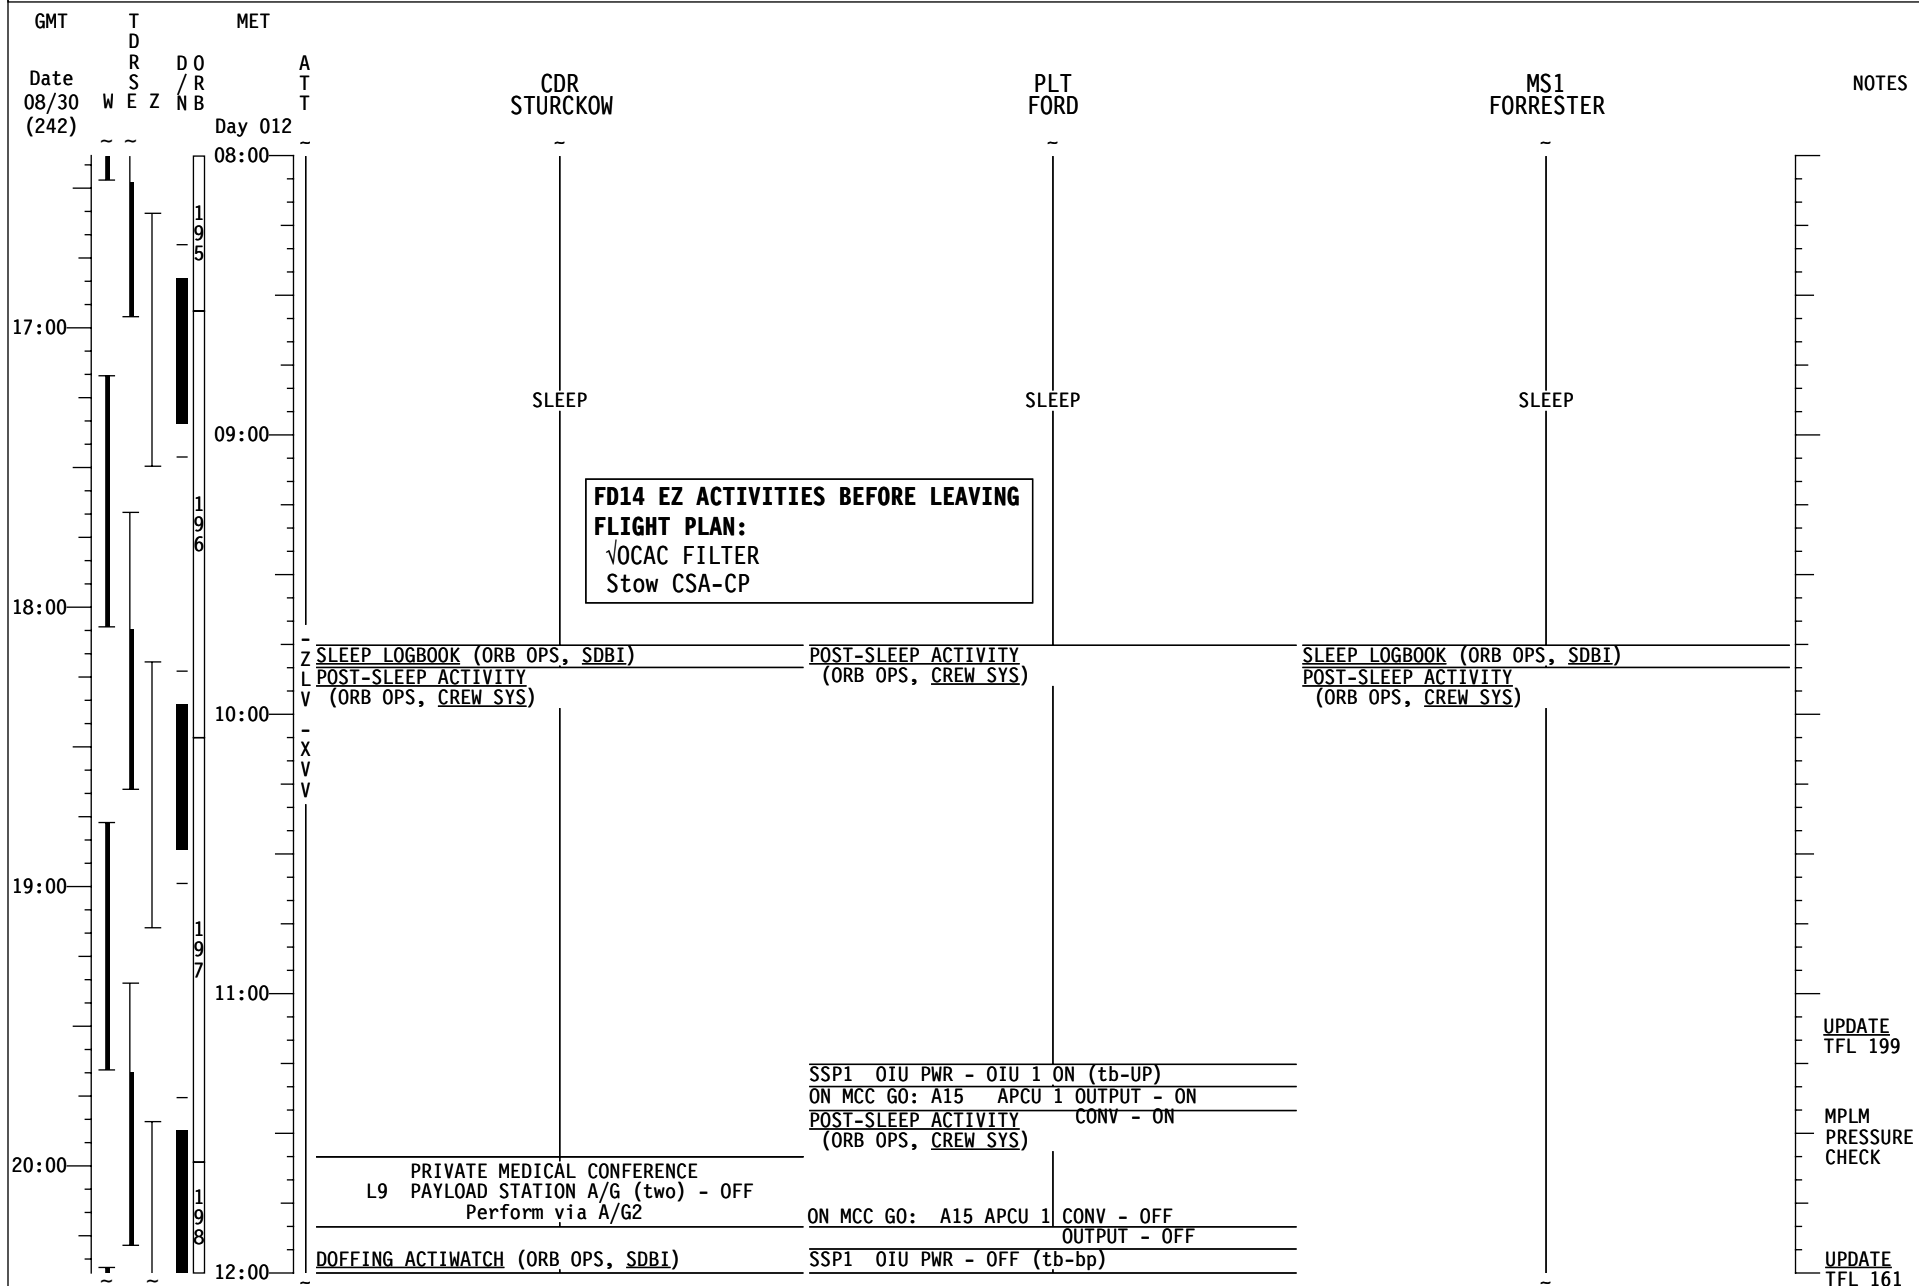 GMT
TDRSE
MET
Date
08/30
(242)
W E Z
D/N
ORB
Day 012
ATT
CDR
STURCKOW
PLT
FORD
MS1
FORRESTER
NOTES
~ ~ ~ ~ ~ ~
08:00
195
17:00
SLEEP SLEEP SLEEP
09:00
FD14 EZ ACTIVITIES BEFORE LEAVING
FLIGHT PLAN:
√OCAC FILTER
Stow CSA-CP
196
18:00
-ZLV
-XVV
SLEEP LOGBOOK (ORB OPS, SDBI)
POST-SLEEP ACTIVITY
(ORB OPS, CREW SYS)
POST-SLEEP ACTIVITY
(ORB OPS, CREW SYS)
SLEEP LOGBOOK (ORB OPS, SDBI)
POST-SLEEP ACTIVITY
(ORB OPS, CREW SYS)
10:00
19:00
197
11:00
UPDATE
TFL 199
SSP1 OIU PWR - OIU 1 ON (tb-UP)
ON MCC GO: A15 APCU 1 OUTPUT - ON
CONV - ON
POST-SLEEP ACTIVITY
(ORB OPS, CREW SYS)
MPLM
PRESSURE
CHECK
20:00
PRIVATE MEDICAL CONFERENCE
L9 PAYLOAD STATION A/G (two) - OFF
Perform via A/G2
198
ON MCC GO: A15 APCU 1 CONV - OFF
OUTPUT - OFF
DOFFING ACTIWATCH (ORB OPS, SDBI)
SSP1 OIU PWR - OFF (tb-bp)
UPDATE
TFL 161
12:00
~ ~ ~ ~